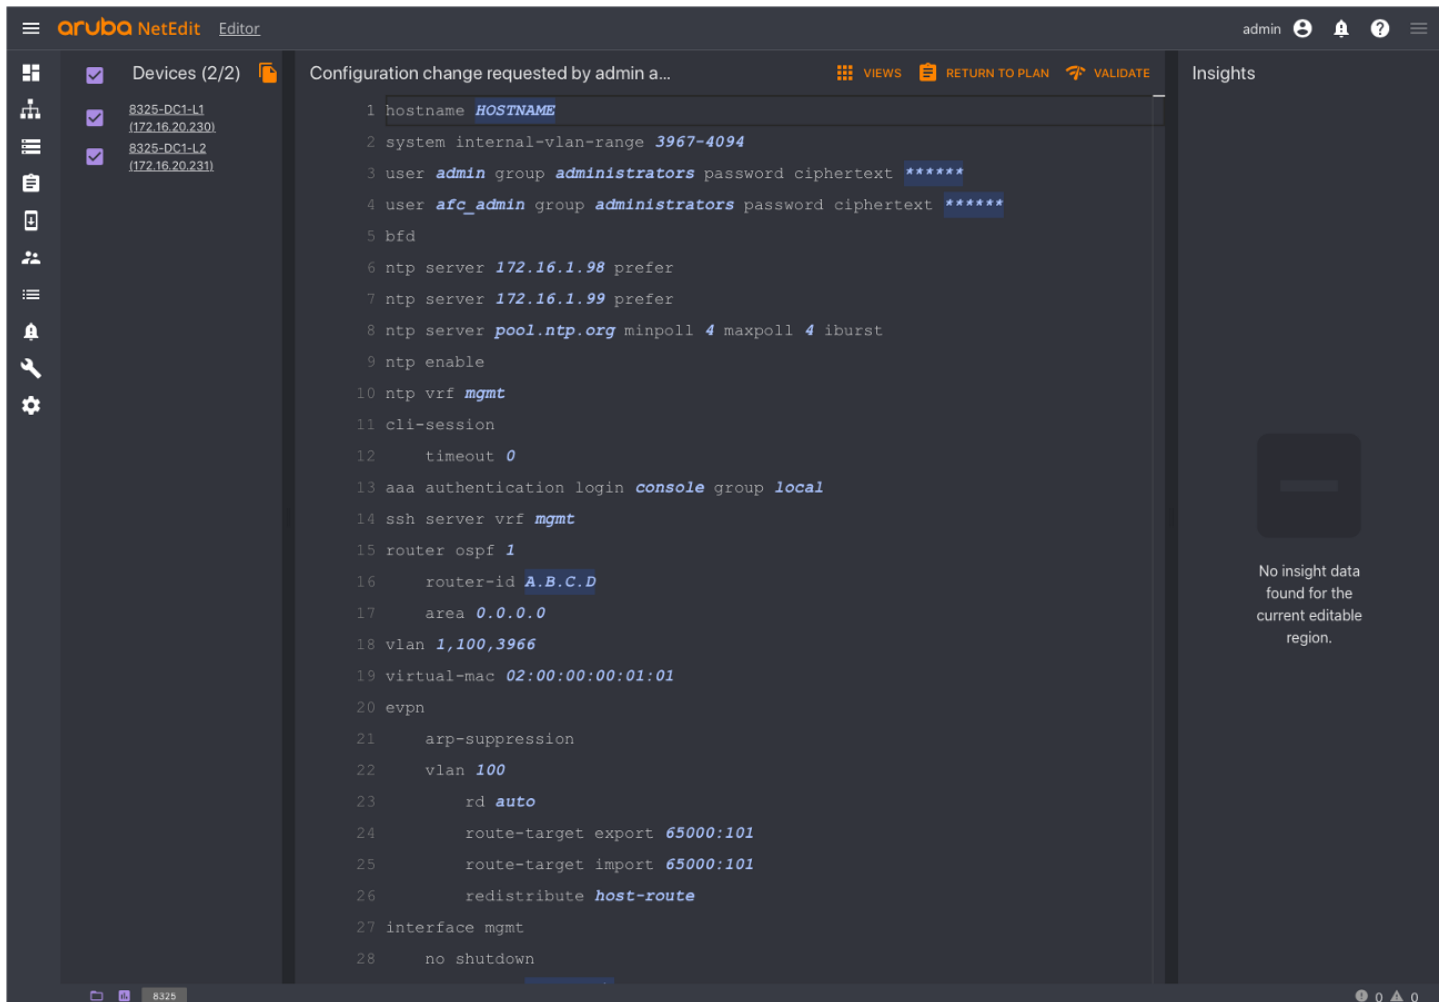 aruba NetEdit Editor
admin
Devices (2/2)
8325-DC1-L1
(172.16.20.230)
8325-DC1-L2
(172.16.20.231)
Configuration change requested by admin a...
VIEWS
RETURN TO PLAN
VALIDATE
1 hostname HOSTNAME
2 system internal-vlan-range 3967-4094
3 user admin group administrators password ciphertext ******
4 user afc_admin group administrators password ciphertext ******
5 bfd
6 ntp server 172.16.1.98 prefer
7 ntp server 172.16.1.99 prefer
8 ntp server pool.ntp.org minpoll 4 maxpoll 4 iburst
9 ntp enable
10 ntp vrf mgmt
11 cli-session
12 timeout 0
13 aaa authentication login console group local
14 ssh server vrf mgmt
15 router ospf 1
16 router-id A.B.C.D
17 area 0.0.0.0
18 vlan 1,100,3966
19 virtual-mac 02:00:00:00:01:01
20 evpn
21 arp-suppression
22 vlan 100
23 rd auto
24 route-target export 65000:101
25 route-target import 65000:101
26 redistribute host-route
27 interface mgmt
28 no shutdown
Insights
No insight data
found for the
current editable
region.
8325
0 0